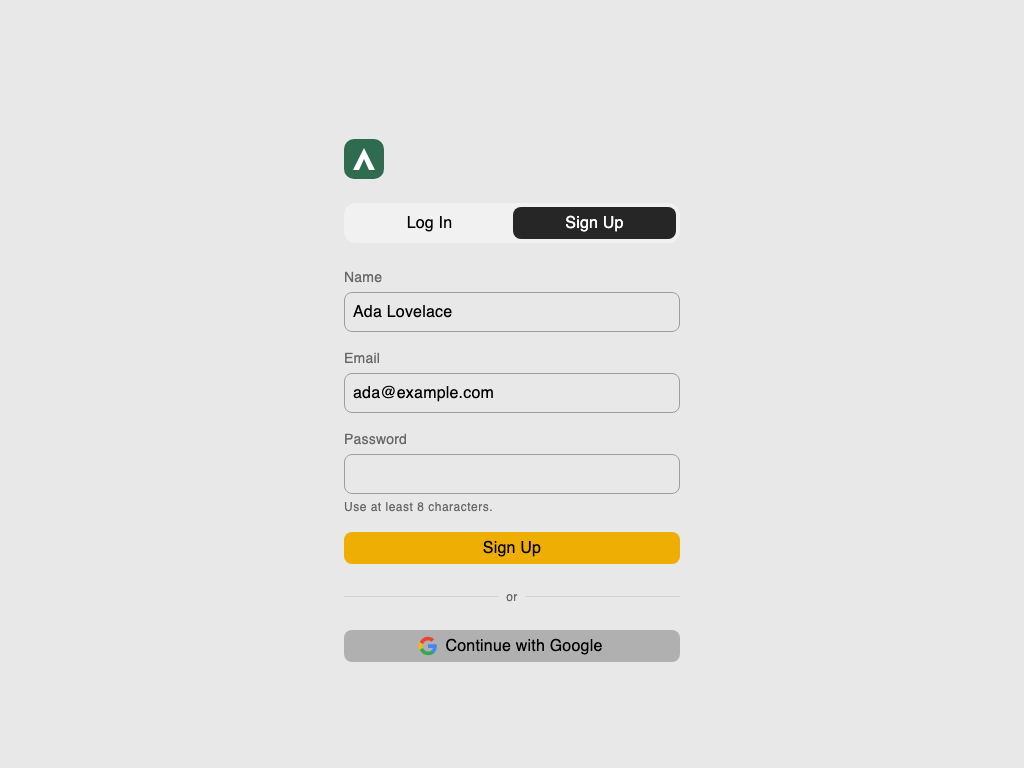 Log In
Sign Up
Name
Ada Lovelace
Email
ada@example.com
Password
Use at least 8 characters.
Sign Up
or
Continue with Google